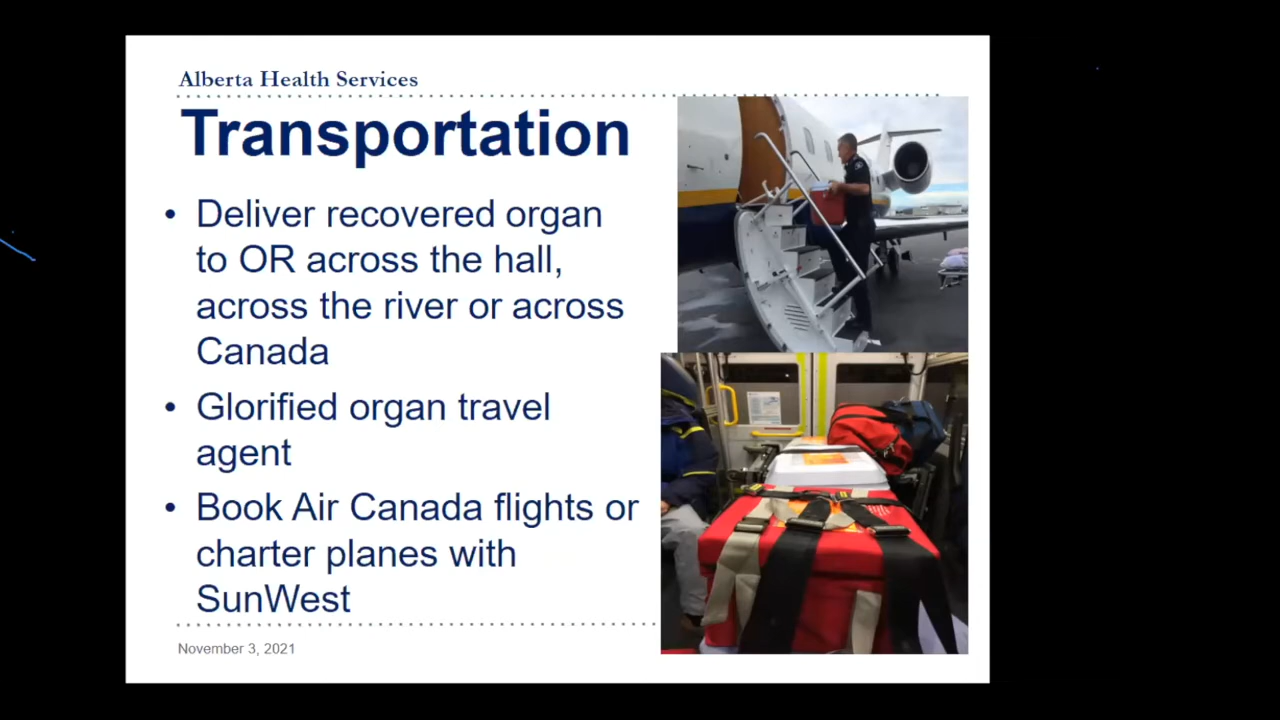 Alberta Health Services
Transportation
• Deliver recovered organ
to OR across the hall,
across the river or across
Canada
• Glorified organ travel
agent
• Book Air Canada flights or
charter planes with
SunWest
November 3, 2021